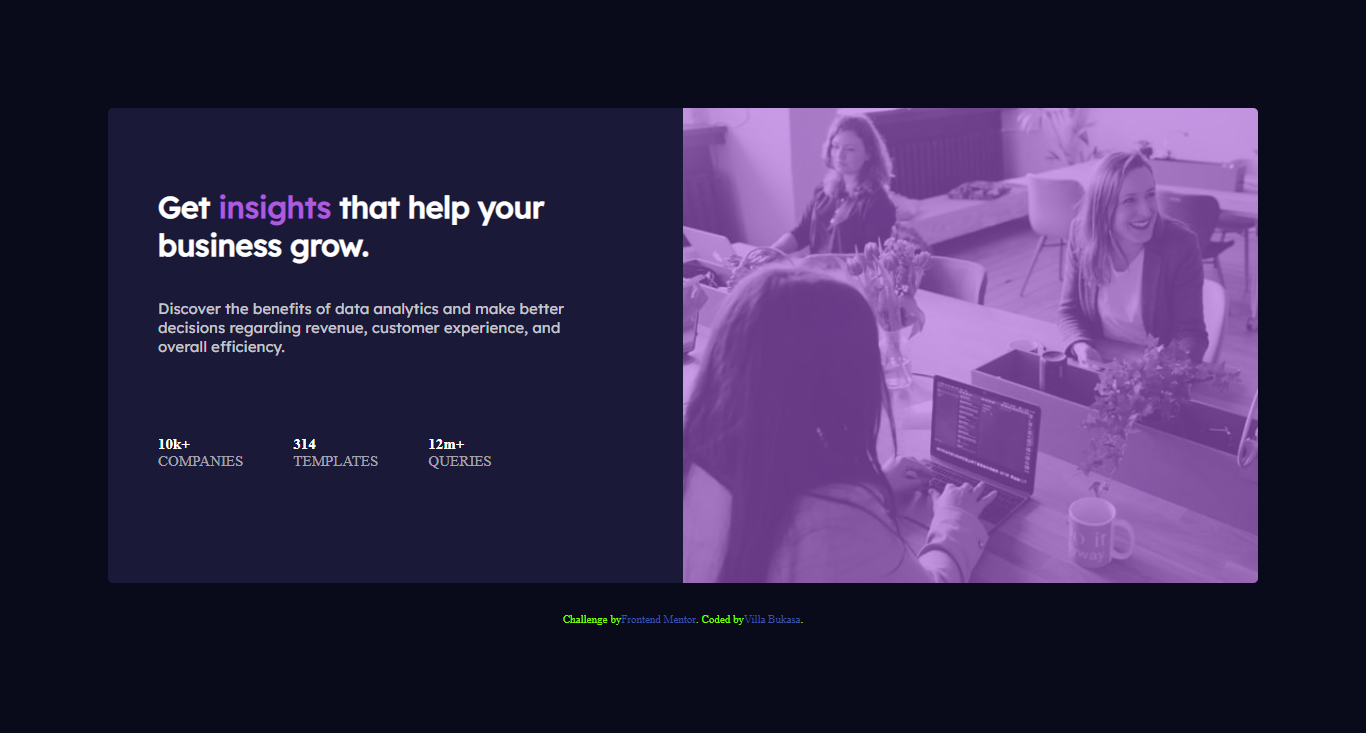 Get insights that help your
business grow.
Discover the benefits of data analytics and make better
decisions regarding revenue, customer experience, and
overall efficiency.
10k+
COMPANIES
314
TEMPLATES
12m+
QUERIES
Challenge byFrontend Mentor. Coded byVilla Bukasa.